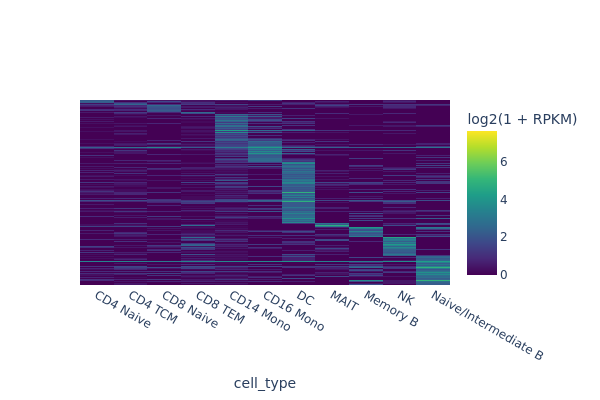 log2(1 + RPKM)
6
4
2
0
CD4 Naive
CD4 TCM
CD8 Naive
CD8 TEM
CD14 Mono
CD16 Mono
DC
MAIT
Memory B
NK
Naive/Intermediate B
cell_type